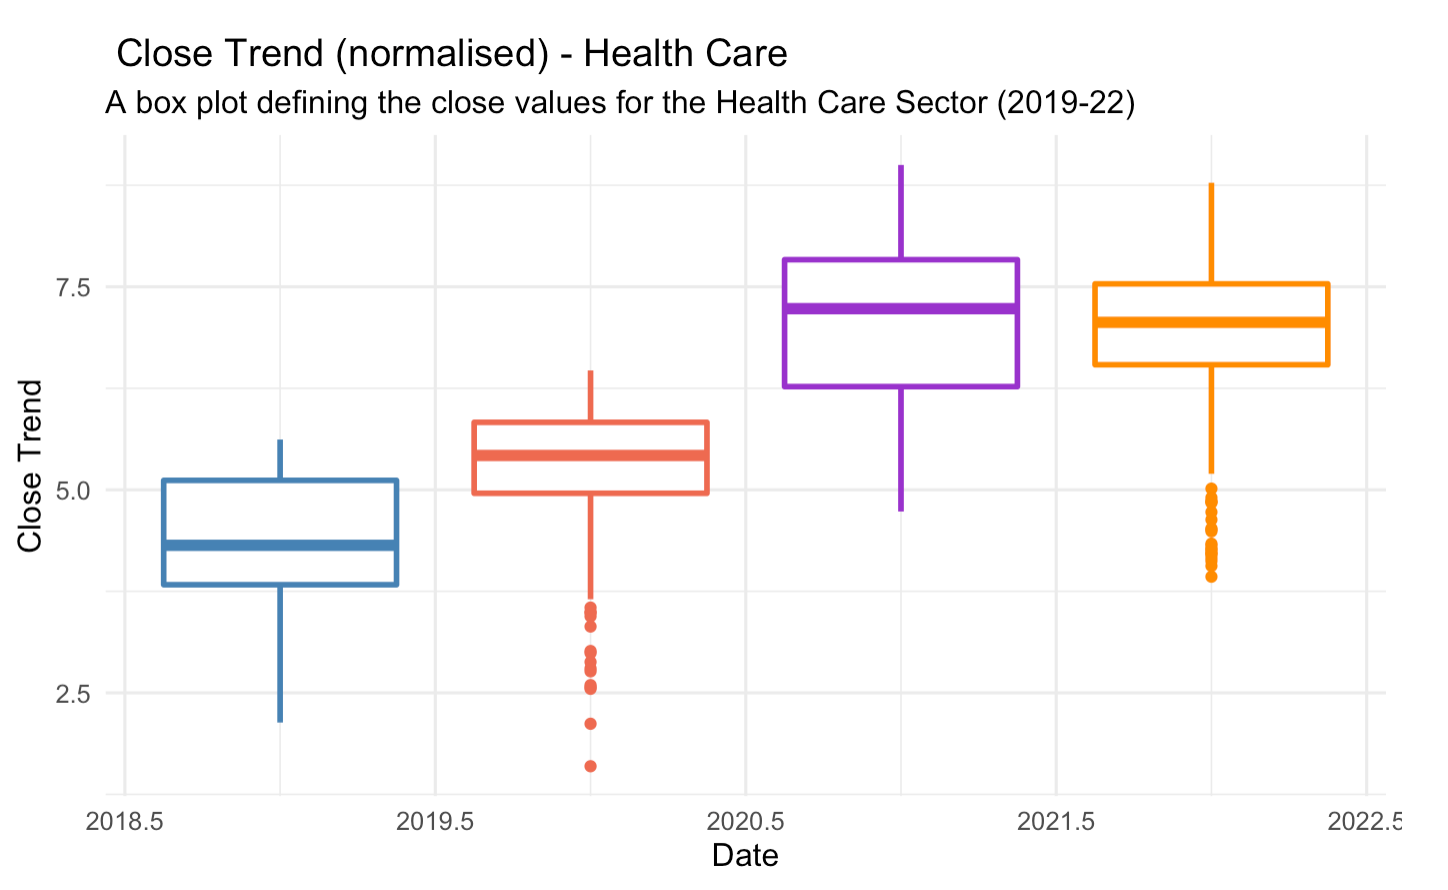 Close Trend (normalised) - Health Care
A box plot defining the close values for the Health Care Sector (2019-22)
Close Trend
7.5
5.0
2.5
2018.5 2019.5 2020.5 2021.5 2022.5
Date